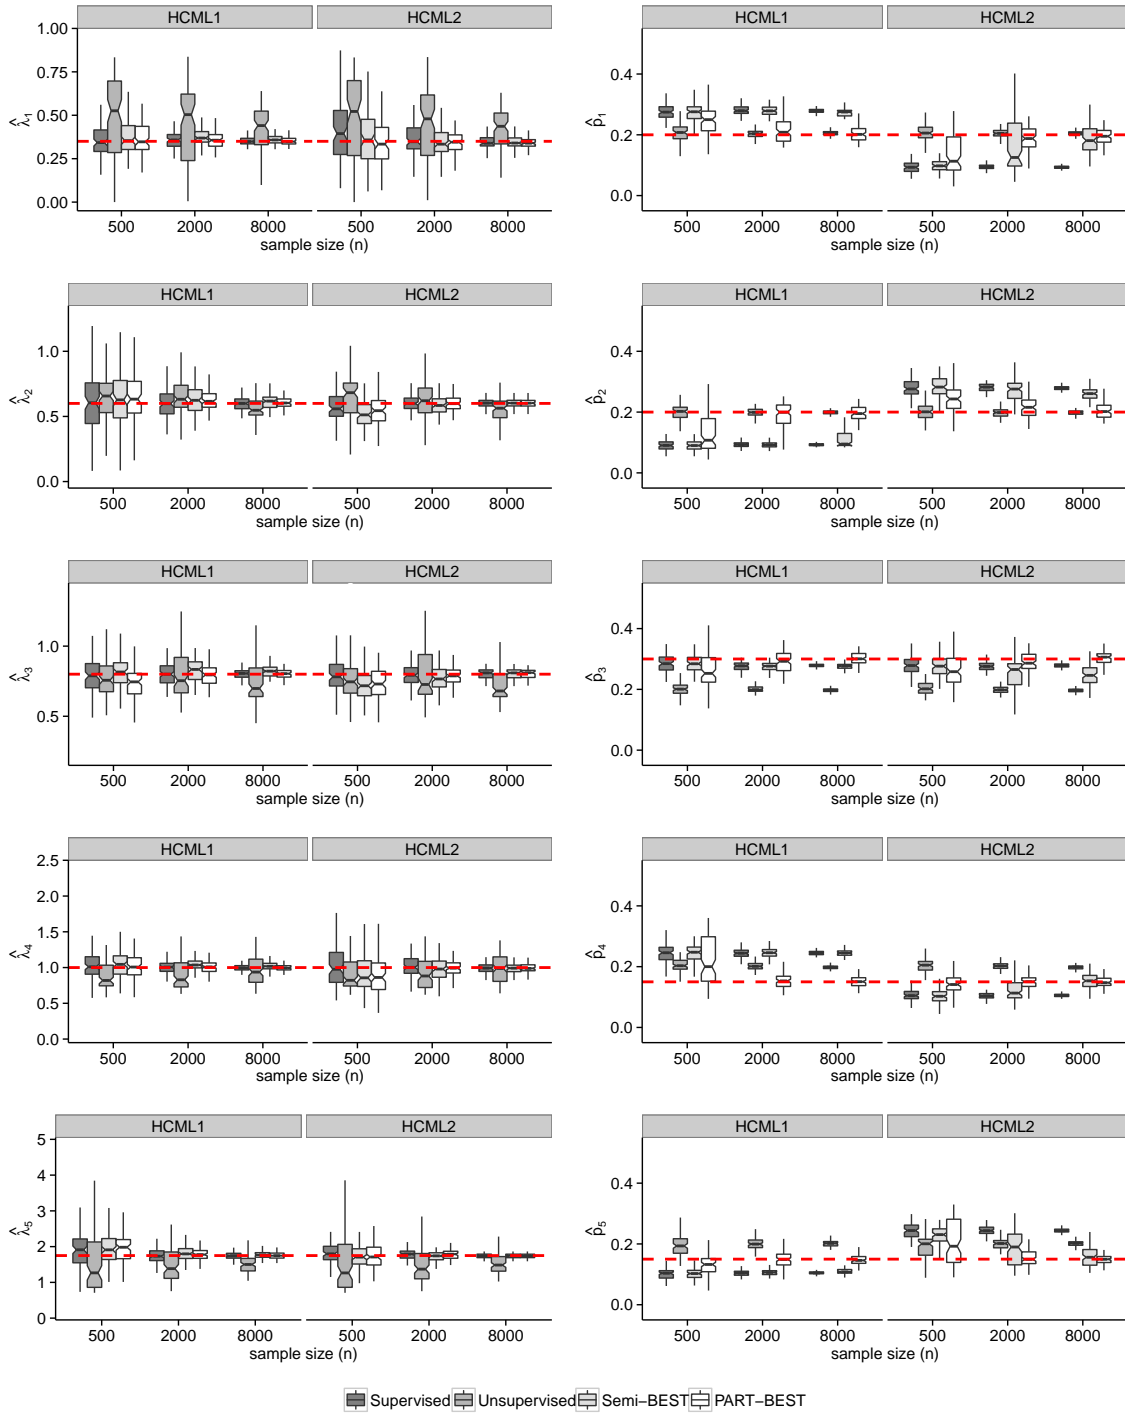 HCML1 HCML2
1.00
0.75
0.50
0.25
0.00
λ̂1
500 2000 8000 500 2000 8000
sample size (n)
HCML1 HCML2
0.4
0.2
0.0
p̂1
500 2000 8000 500 2000 8000
sample size (n)
HCML1 HCML2
1.0
0.5
0.0
λ̂2
500 2000 8000 500 2000 8000
sample size (n)
HCML1 HCML2
0.4
0.2
0.0
p̂2
500 2000 8000 500 2000 8000
sample size (n)
HCML1 HCML2
1.0
0.5
λ̂3
500 2000 8000 500 2000 8000
sample size (n)
HCML1 HCML2
0.4
0.2
0.0
p̂3
500 2000 8000 500 2000 8000
sample size (n)
HCML1 HCML2
2.5
2.0
1.5
1.0
0.5
0.0
λ̂4
500 2000 8000 500 2000 8000
sample size (n)
HCML1 HCML2
0.4
0.2
0.0
p̂4
500 2000 8000 500 2000 8000
sample size (n)
HCML1 HCML2
5
4
3
2
1
0
λ̂5
500 2000 8000 500 2000 8000
sample size (n)
HCML1 HCML2
0.4
0.2
0.0
p̂5
500 2000 8000 500 2000 8000
sample size (n)
Supervised Unsupervised Semi−BEST PART−BEST